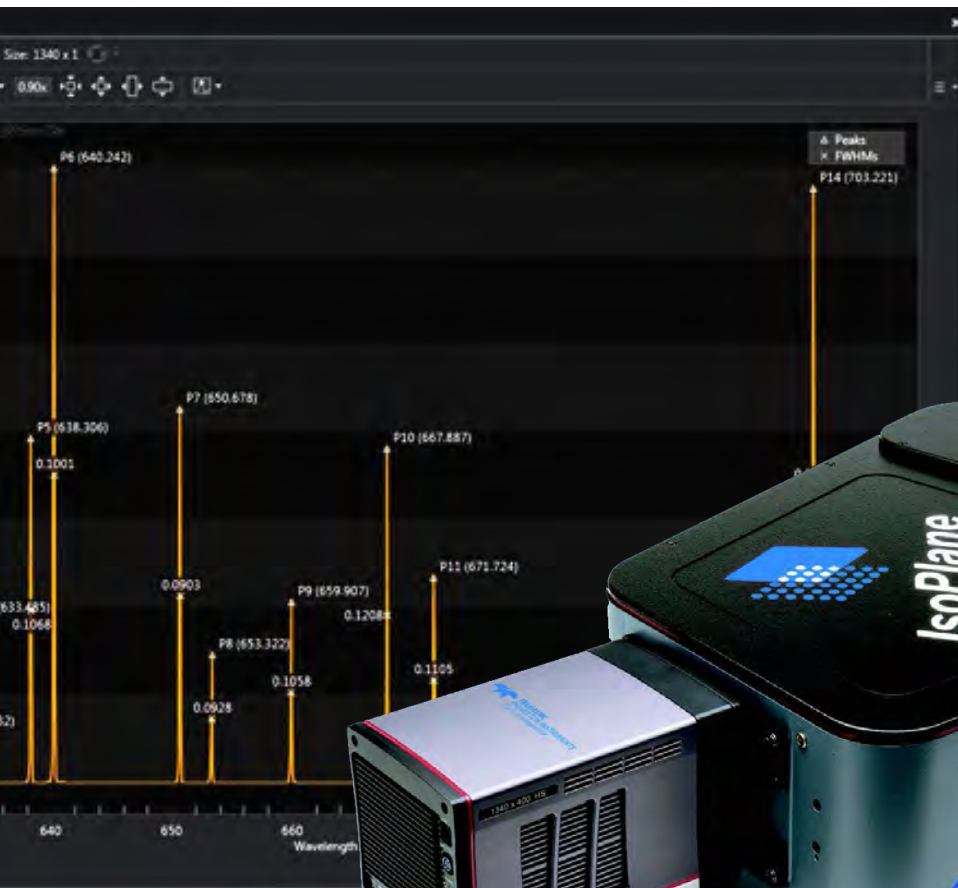 Size: 1340 x 1
0.90x
Peaks
FWHMs
P6 (640.242)
P14 (703.221)
P7 (650.678)
P5 (638.306)
P10 (667.887)
0.1001
P11 (671.724)
0.0903
P9 (659.907)
(633.485)
0.1208
0.1068
P8 (653.322)
0.1105
0.1058
0.0928
640
650
660
Wavelength
1340 x 400 HS
IsoPlane